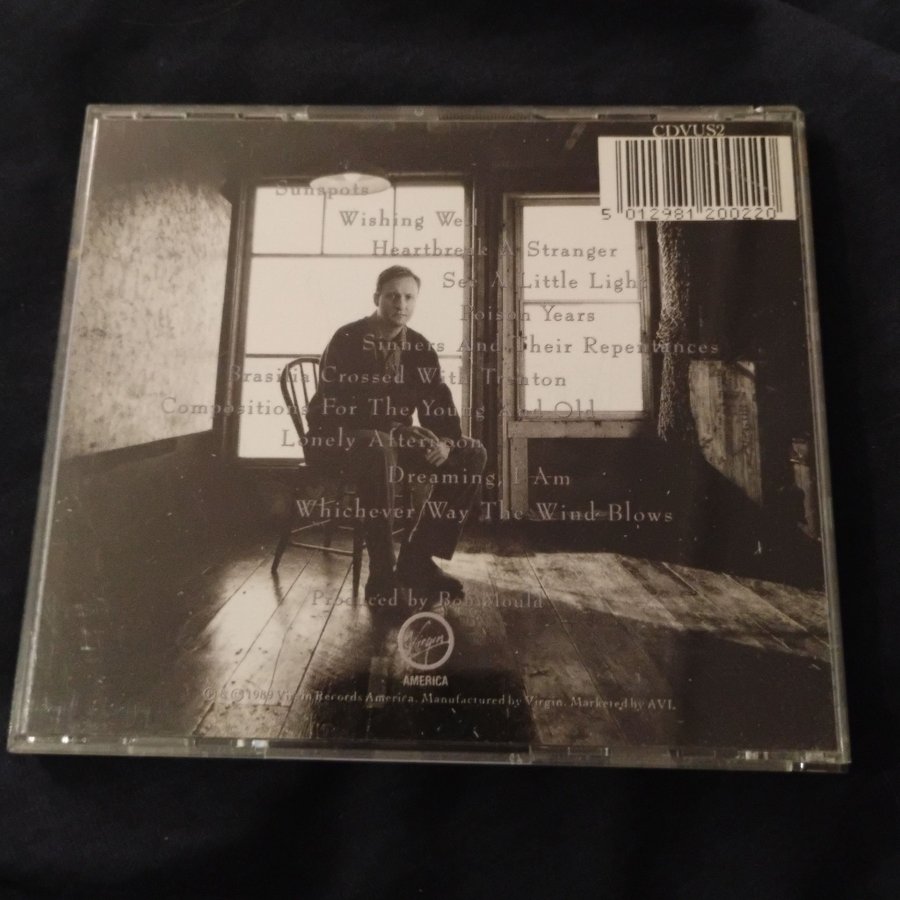 CDVUS2
5 012981 200220
Sunspots
Wishing Well
Heartbreak A Stranger
See A Little Light
Poison Years
Sinners And Their Repentances
Brasilia Crossed With Trenton
Compositions For The Young And Old
Lonely Afternoon
Dreaming, I Am
Whichever Way The Wind Blows
Produced by Bob Mould
Virgin
AMERICA
℗ & © 1989 Virgin Records America. Manufactured by Virgin. Marketed by AVI.